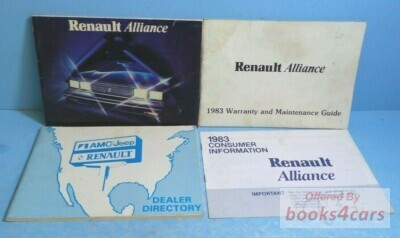 Renault Alliance
Renault Alliance
1983 Warranty and Maintenance Guide
AMC Jeep
RENAULT
DEALER
DIRECTORY
1983
CONSUMER
INFORMATION
Renault
Alliance
IMPORTANT
Offered By
books4cars